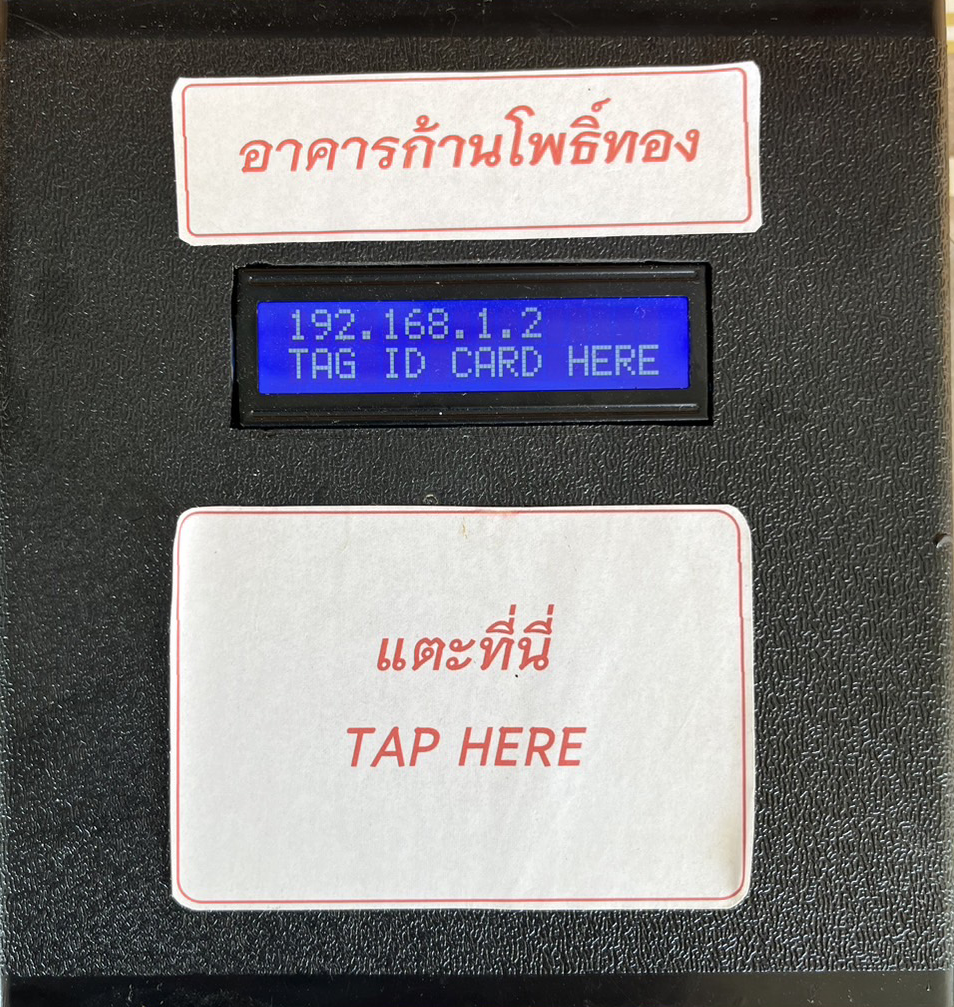 อาคารก้านโพธิ์ทอง
192.168.1.2
TAG ID CARD HERE
แตะที่นี่
TAP HERE